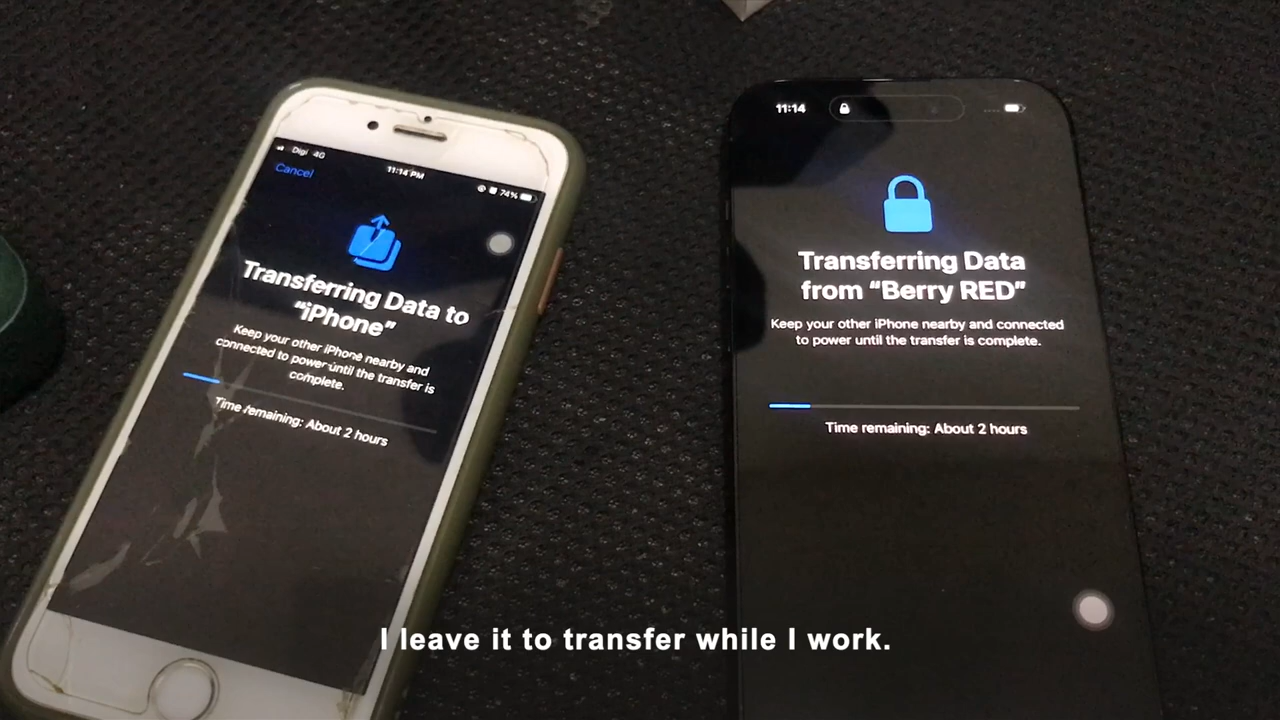 Digi 4G
11:14 PM
74%
Cancel
Transferring Data to
“iPhone”
Keep your other iPhone nearby and
connected to power until the transfer is
complete.
Time remaining: About 2 hours
11:14
Transferring Data
from “Berry RED”
Keep your other iPhone nearby and connected
to power until the transfer is complete.
Time remaining: About 2 hours
I leave it to transfer while I work.